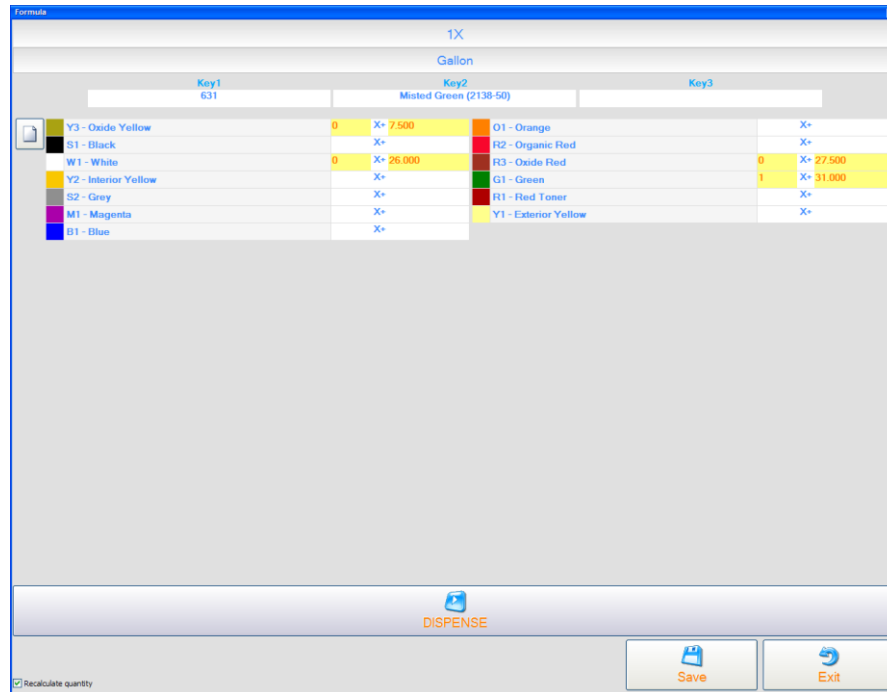 Formula
1X
Gallon
Key1 Key2 Key3
631 Misted Green (2138-50)
Y3 - Oxide Yellow 0 X+ 7.500 O1 - Orange X+
S1 - Black X+ R2 - Organic Red X+
W1 - White 0 X+ 26.000 R3 - Oxide Red 0 X+ 27.500
Y2 - Interior Yellow X+ G1 - Green 1 X+ 31.000
S2 - Grey X+ R1 - Red Toner X+
M1 - Magenta X+ Y1 - Exterior Yellow X+
B1 - Blue X+
DISPENSE
Save Exit
Recalculate quantity